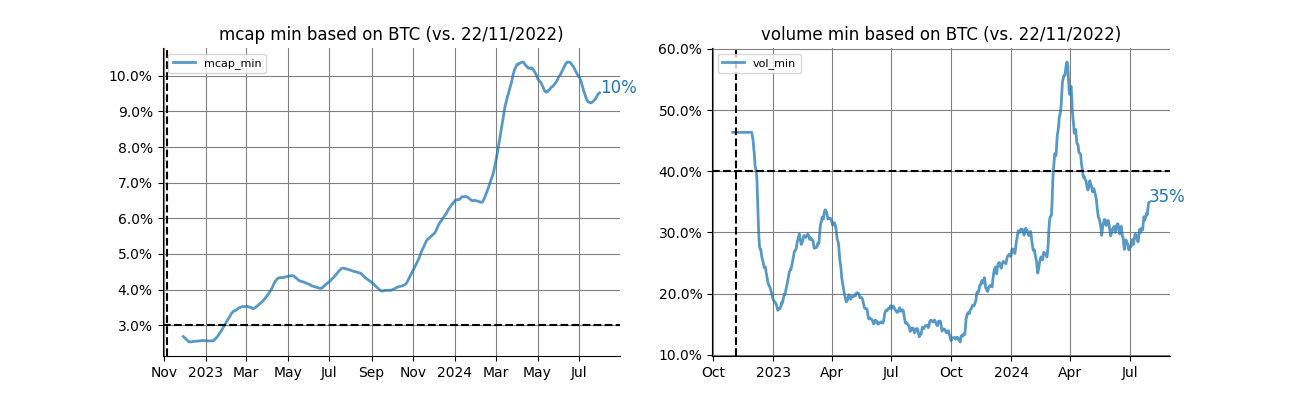 mcap min based on BTC (vs. 22/11/2022)
mcap_min
10.0%
9.0%
8.0%
7.0%
6.0%
5.0%
4.0%
3.0%
10%
Nov 2023 Mar May Jul Sep Nov 2024 Mar May Jul
volume min based on BTC (vs. 22/11/2022)
vol_min
60.0%
50.0%
40.0%
30.0%
20.0%
10.0%
35%
Oct 2023 Apr Jul Oct 2024 Apr Jul